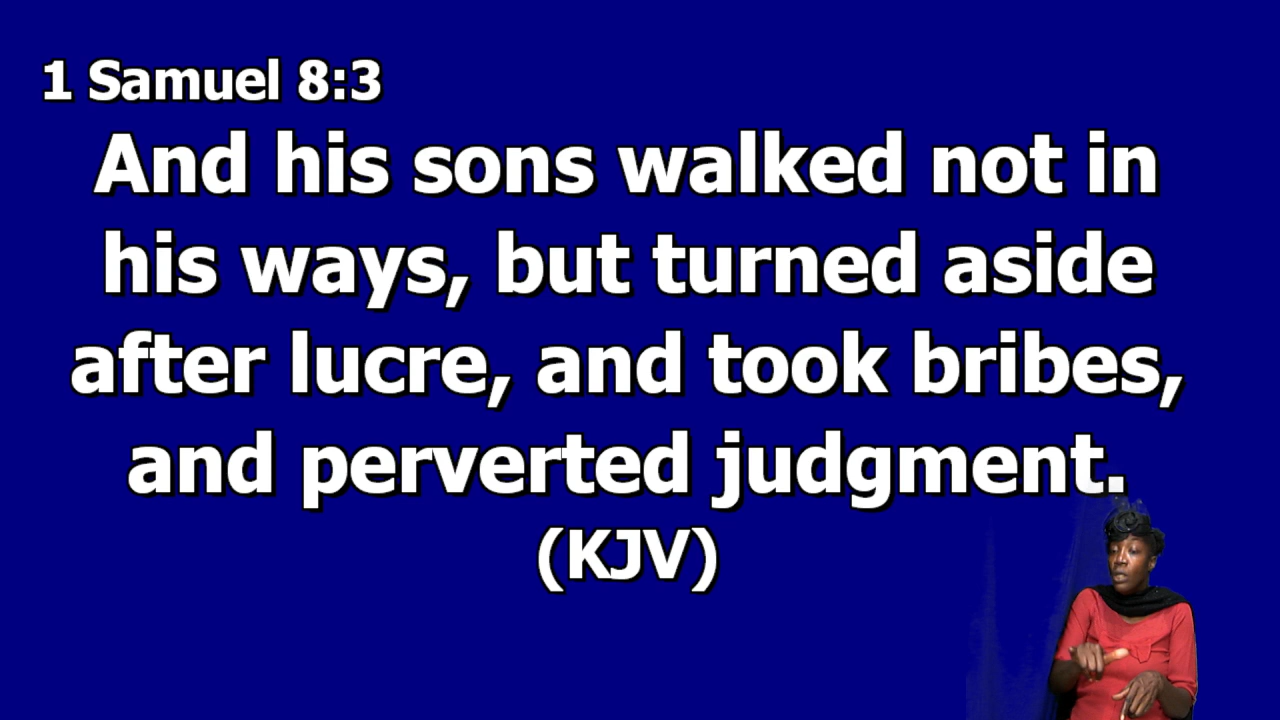 1 Samuel 8:3
And his sons walked not in
his ways, but turned aside
after lucre, and took bribes,
and perverted judgment.
(KJV)